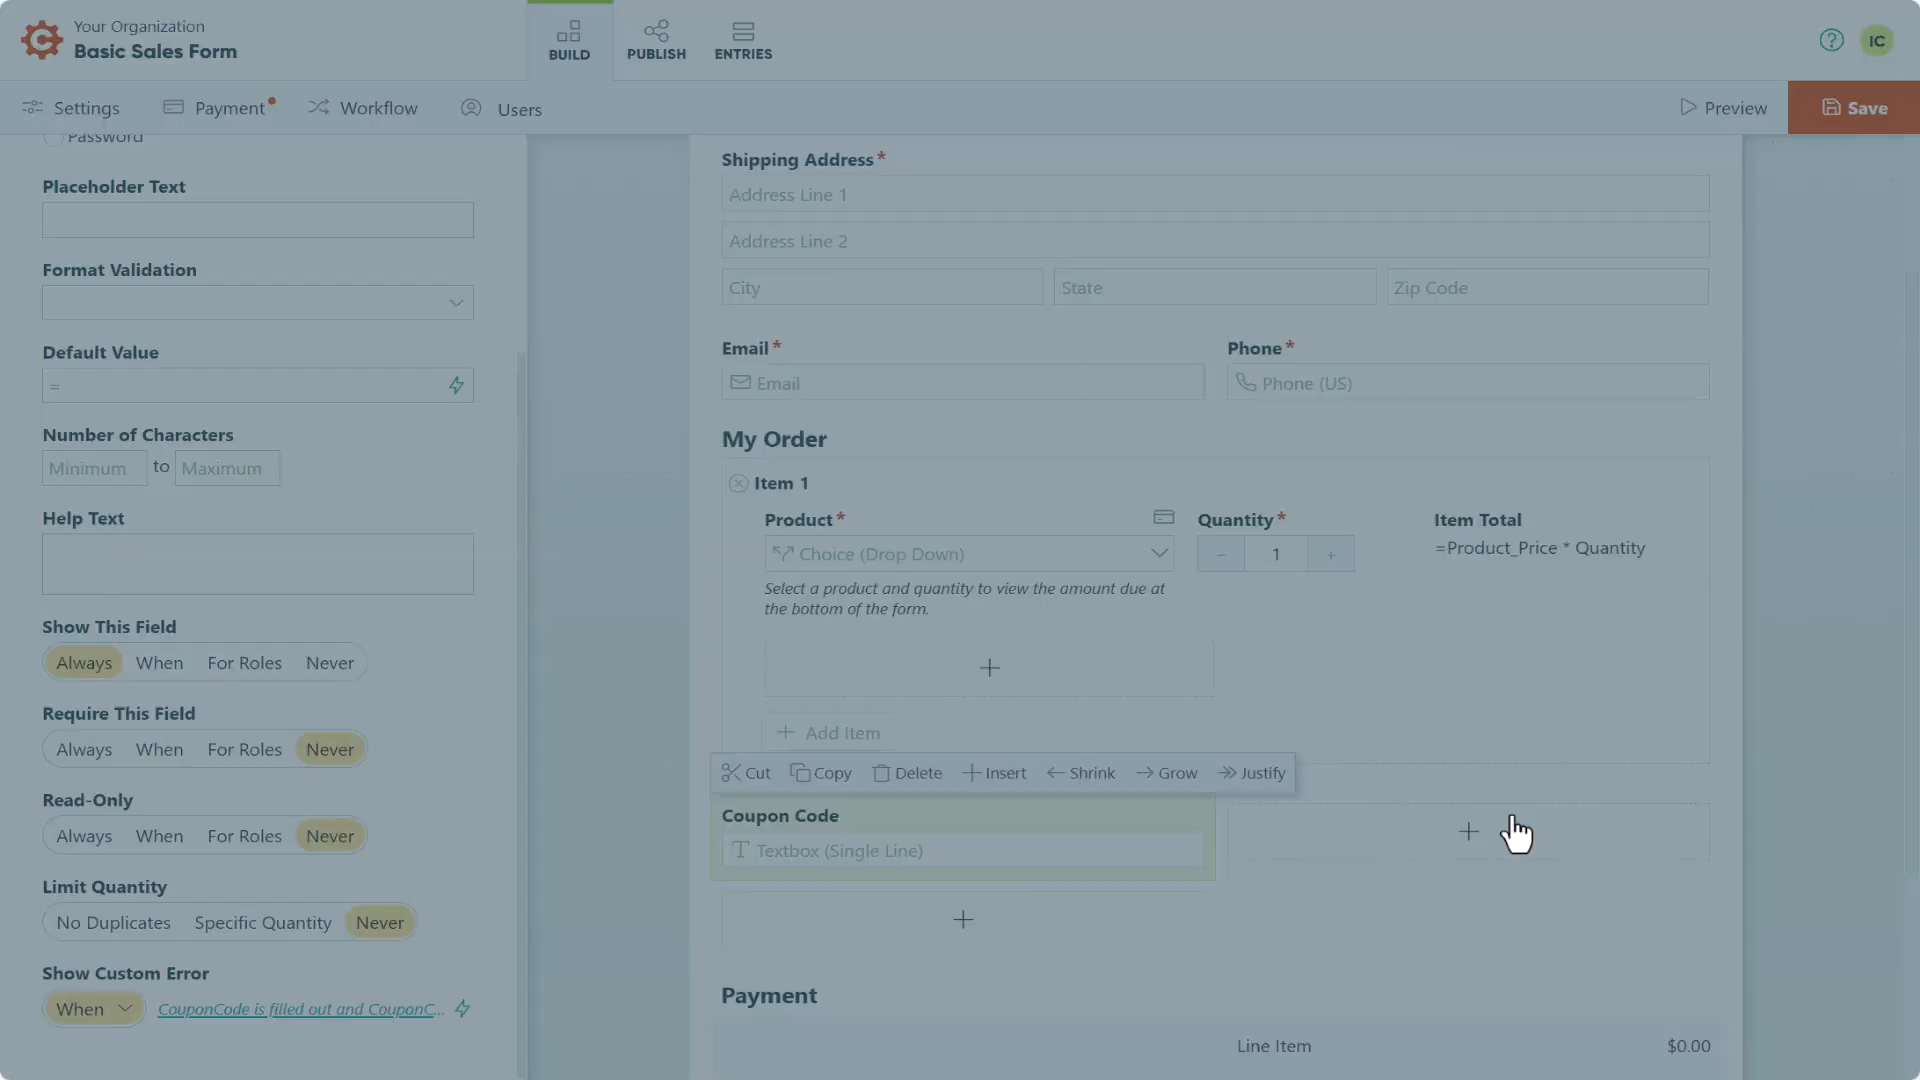 Your Organization
Basic Sales Form
BUILD
PUBLISH
ENTRIES
IC
Settings
Payment
Workflow
Users
Preview
Save
Password
Placeholder Text
Format Validation
Default Value
=
Number of Characters
Minimum to Maximum
Help Text
Show This Field
Always When For Roles Never
Require This Field
Always When For Roles Never
Read-Only
Always When For Roles Never
Limit Quantity
No Duplicates Specific Quantity Never
Show Custom Error
When CouponCode is filled out and CouponC...
Shipping Address*
Address Line 1
Address Line 2
City State Zip Code
Email* Phone*
Email Phone (US)
My Order
Item 1
Product* Quantity* Item Total
Choice (Drop Down) - 1 + =Product_Price * Quantity
Select a product and quantity to view the amount due at
the bottom of the form.
+
+ Add Item
Cut Copy Delete Insert Shrink Grow Justify
Coupon Code
Textbox (Single Line)
+
+
Payment
Line Item $0.00